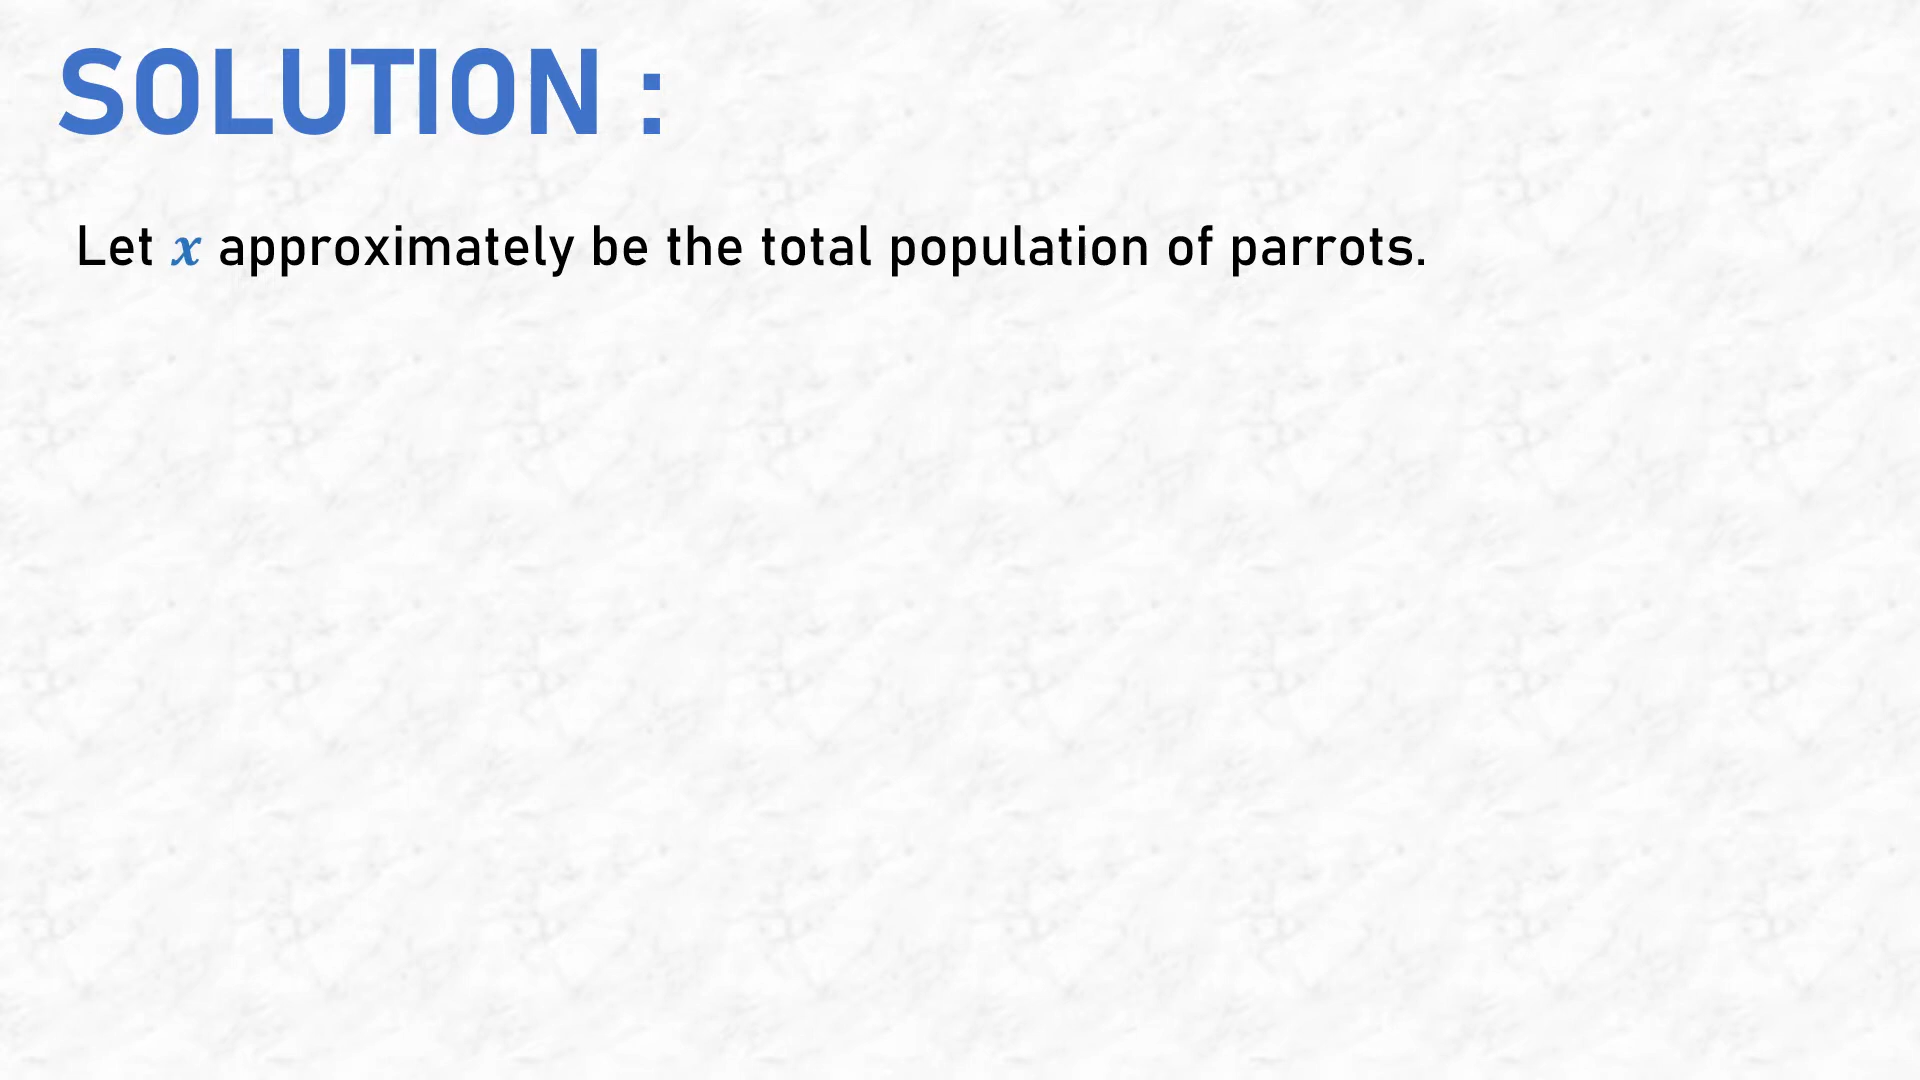 SOLUTION :
Let x approximately be the total population of parrots.